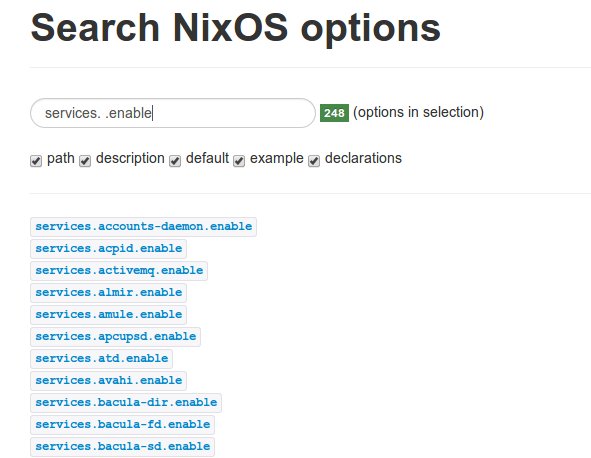 Search NixOS options
services. .enable 248 (options in selection)
path description default example declarations
services.accounts-daemon.enable
services.acpid.enable
services.activemq.enable
services.almir.enable
services.amule.enable
services.apcupsd.enable
services.atd.enable
services.avahi.enable
services.bacula-dir.enable
services.bacula-fd.enable
services.bacula-sd.enable